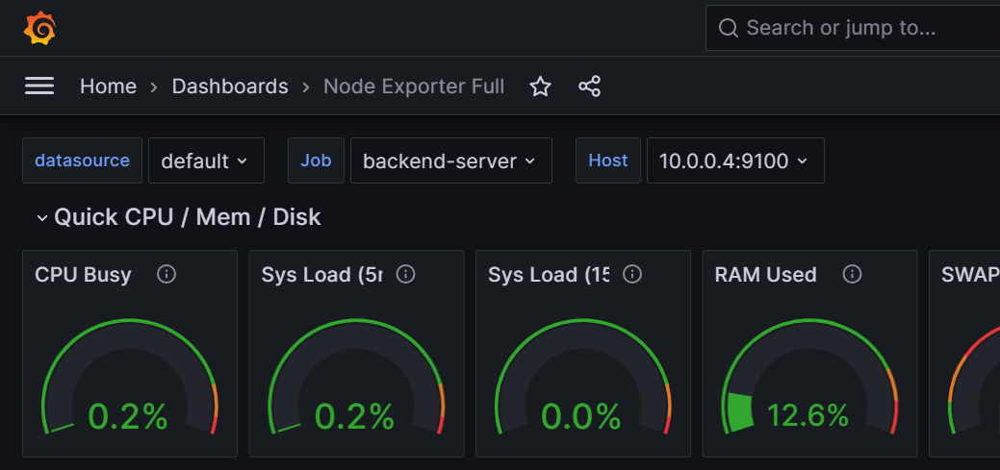 Search or jump to...
Home › Dashboards › Node Exporter Full
datasource default Job backend-server Host 10.0.0.4:9100
Quick CPU / Mem / Disk
CPU Busy Sys Load (5 Sys Load (15 RAM Used SWAP
0.2% 0.2% 0.0% 12.6%